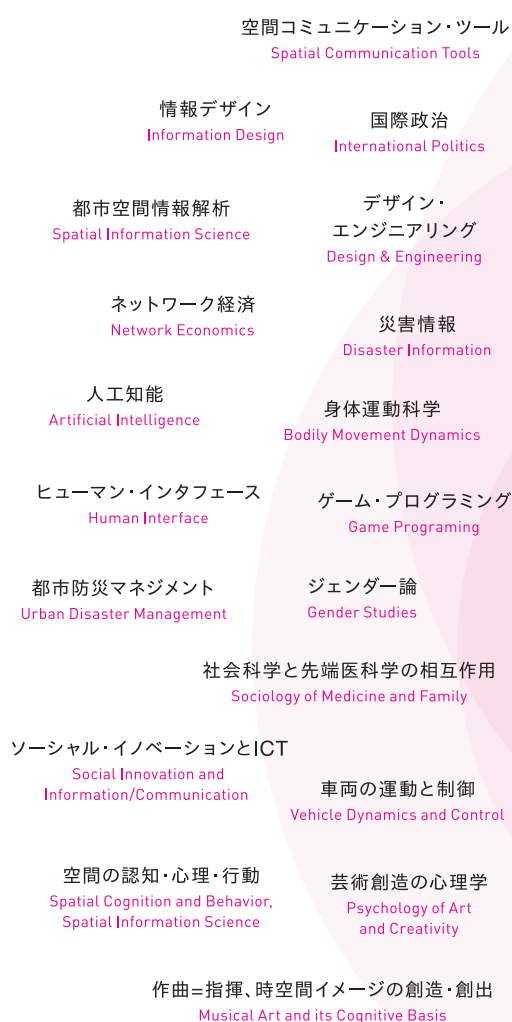 空間コミュニケーション・ツール
Spatial Communication Tools
情報デザイン
Information Design
国際政治
International Politics
都市空間情報解析
Spatial Information Science
デザイン・
エンジニアリング
Design & Engineering
ネットワーク経済
Network Economics
災害情報
Disaster Information
人工知能
Artificial Intelligence
身体運動科学
Bodily Movement Dynamics
ヒューマン・インタフェース
Human Interface
ゲーム・プログラミング
Game Programing
都市防災マネジメント
Urban Disaster Management
ジェンダー論
Gender Studies
社会科学と先端医科学の相互作用
Sociology of Medicine and Family
ソーシャル・イノベーションとICT
Social Innovation and
Information/Communication
車両の運動と制御
Vehicle Dynamics and Control
空間の認知・心理・行動
Spatial Cognition and Behavior,
Spatial Information Science
芸術創造の心理学
Psychology of Art
and Creativity
作曲=指揮、時空間イメージの創造・創出
Musical Art and its Cognitive Basis